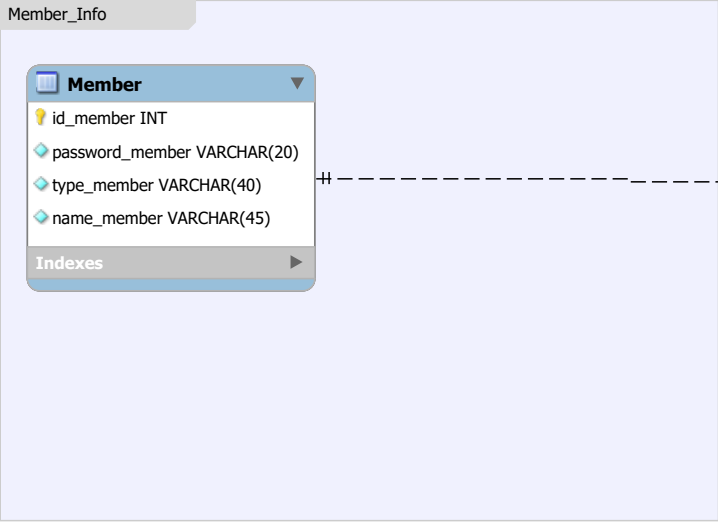 Member_Info
Member
id_member INT
password_member VARCHAR(20)
type_member VARCHAR(40)
name_member VARCHAR(45)
Indexes